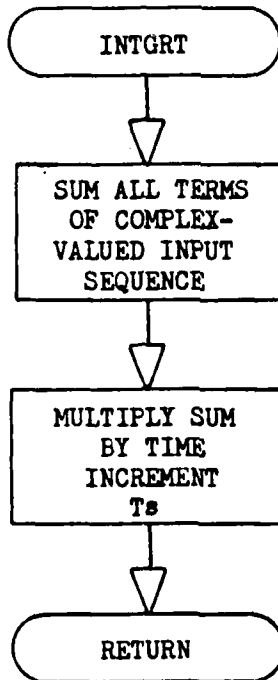 INTGRT
SUM ALL TERMS
OF COMPLEX-
VALUED INPUT
SEQUENCE
MULTIPLY SUM
BY TIME
INCREMENT
Ts
RETURN